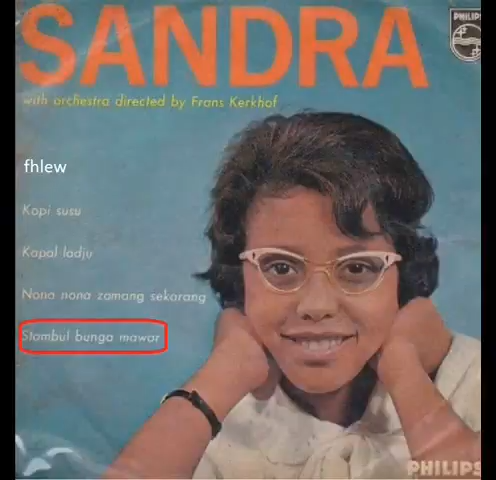 SANDRA
PHILIPS
with orchestra directed by Frans Kerkhof
fhlew
Kopi susu
Kapal ladju
Nona nona zamang sekarang
Stambul bunga mawar
PHILIPS